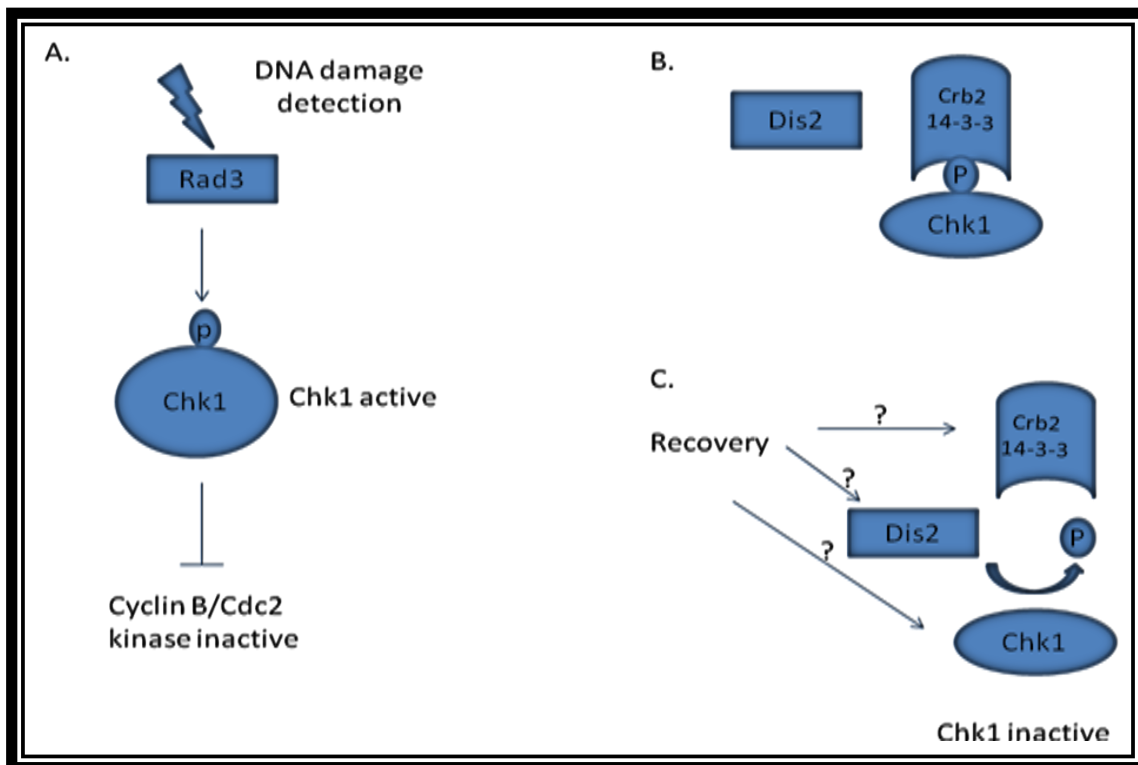 A.
DNA damage
detection
Rad3
p
Chk1
Chk1 active
Cyclin B/Cdc2
kinase inactive
B.
Dis2
Crb2
14-3-3
P
Chk1
C.
Recovery
?
?
?
Crb2
14-3-3
Dis2
P
Chk1
Chk1 inactive